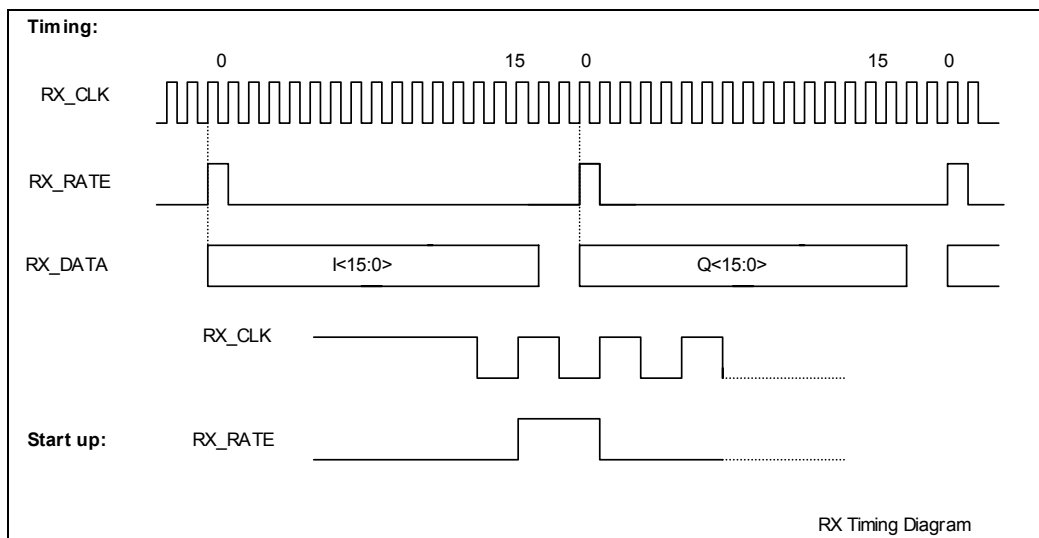 Timing:
0 15 0 15 0
RX_CLK
RX_RATE
RX_DATA I<15:0> Q<15:0>
RX_CLK
Start up: RX_RATE
RX Timing Diagram